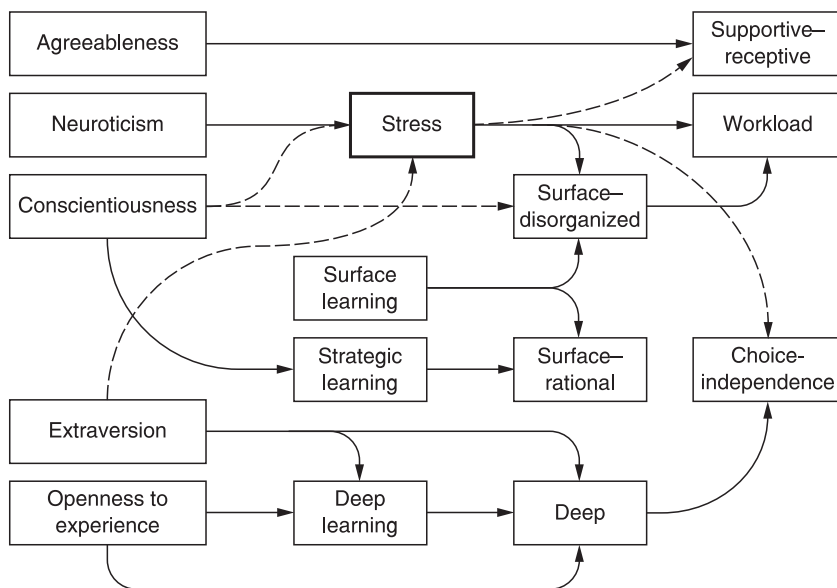 Agreeableness
Supportive–
receptive
Neuroticism
Stress
Workload
Conscientiousness
Surface–
disorganized
Surface
learning
Strategic
learning
Surface–
rational
Choice-
independence
Extraversion
Openness to
experience
Deep
learning
Deep